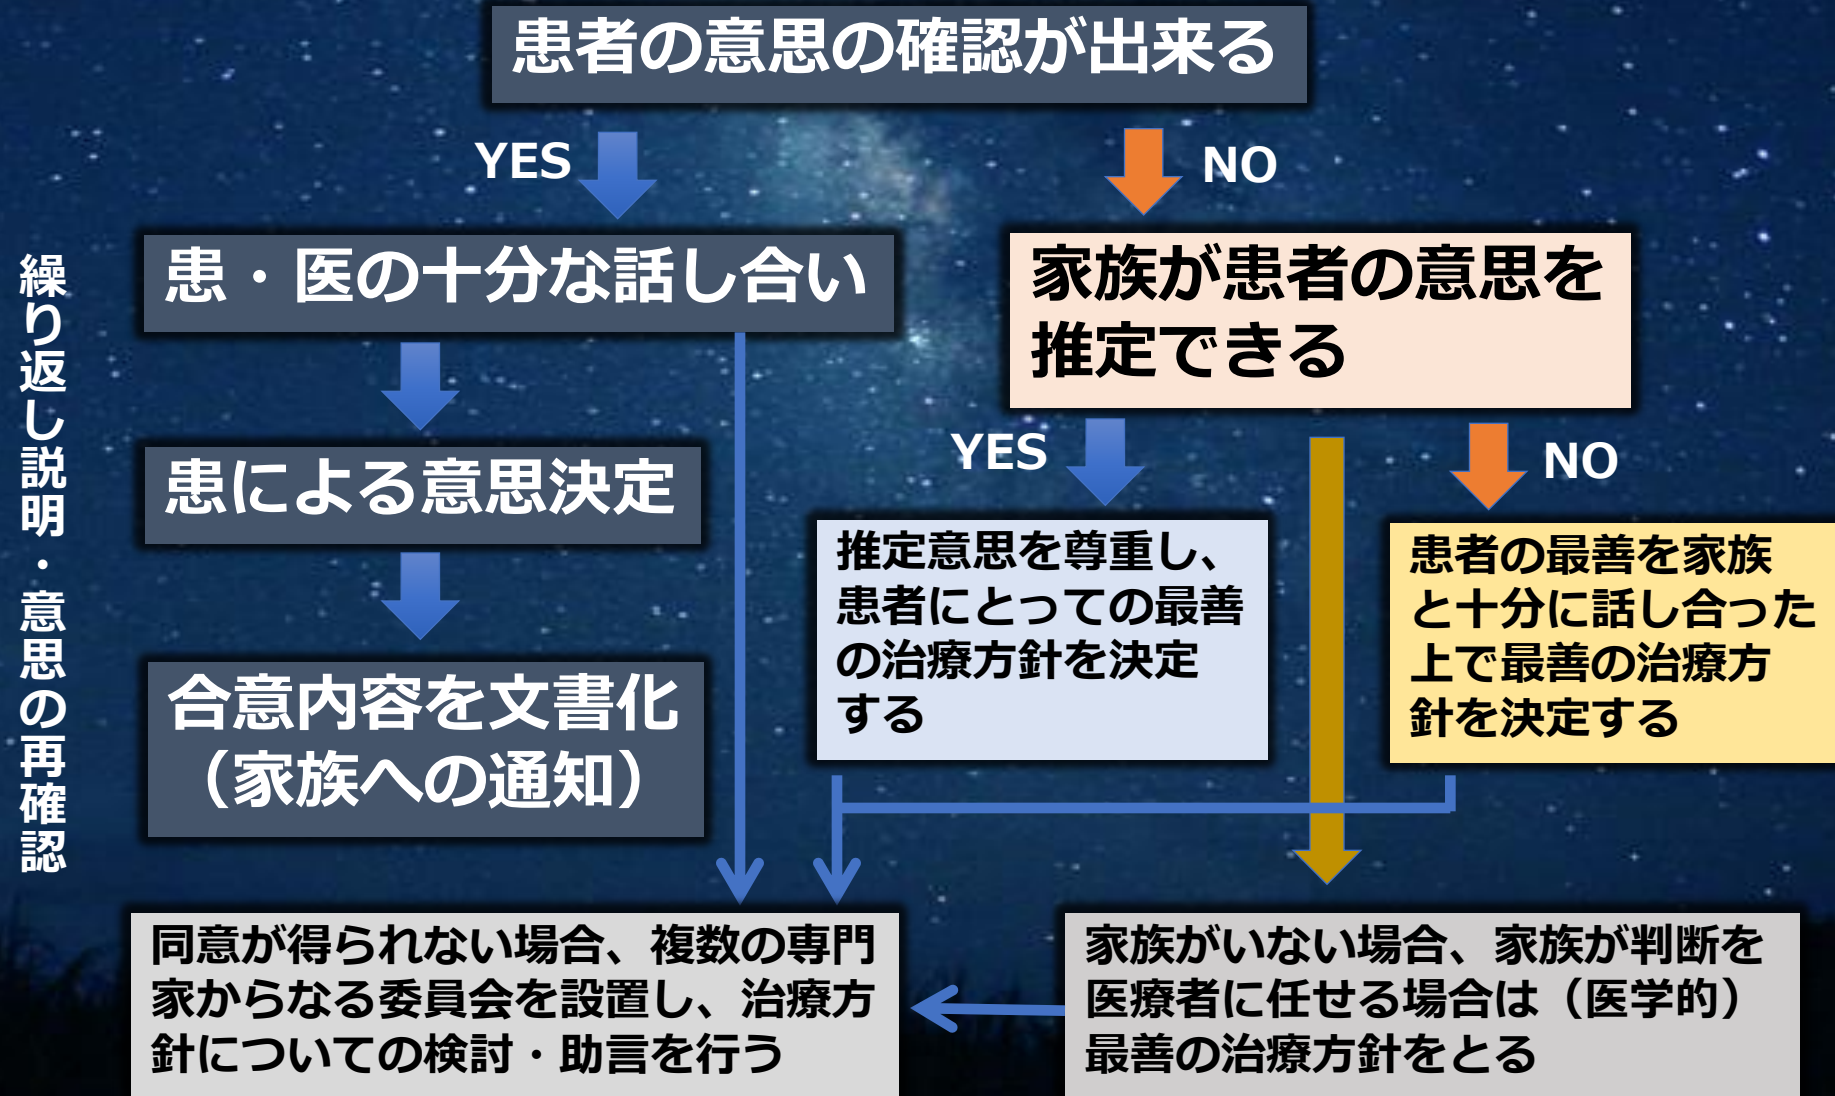 患者の意思の確認が出来る
YES
NO
繰り返し説明・意思の再確認
患・医の十分な話し合い
家族が患者の意思を
推定できる
患による意思決定
YES
NO
推定意思を尊重し、
患者にとっての最善
の治療方針を決定
する
患者の最善を家族
と十分に話し合った
上で最善の治療方
針を決定する
合意内容を文書化
（家族への通知）
同意が得られない場合、複数の専門
家からなる委員会を設置し、治療方
針についての検討・助言を行う
家族がいない場合、家族が判断を
医療者に任せる場合は（医学的）
最善の治療方針をとる